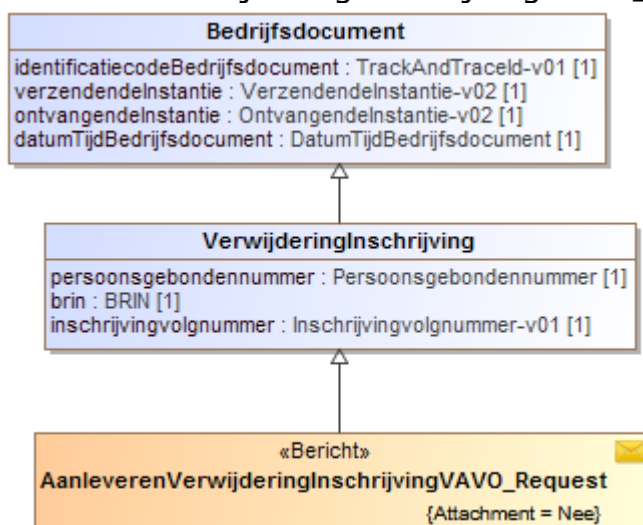 Bedrijfsdocument
identificatiecodeBedrijfsdocument : TrackAndTraceId-v01 [1]
verzendendeInstantie : VerzendendeInstantie-v02 [1]
ontvangendeInstantie : OntvangendeInstantie-v02 [1]
datumTijdBedrijfsdocument : DatumTijdBedrijfsdocument [1]
VerwijderingInschrijving
persoonsgebondennummer : Persoonsgebondennummer [1]
brin : BRIN [1]
inschrijvingvolgnummer : Inschrijvingvolgnummer-v01 [1]
«Bericht»
AanleverenVerwijderingInschrijvingVAVO_Request
{Attachment = Nee}